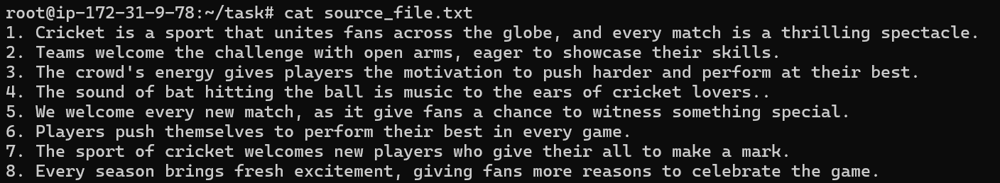 root@ip-172-31-9-78:~/task# cat source_file.txt
1. Cricket is a sport that unites fans across the globe, and every match is a thrilling spectacle.
2. Teams welcome the challenge with open arms, eager to showcase their skills.
3. The crowd's energy gives players the motivation to push harder and perform at their best.
4. The sound of bat hitting the ball is music to the ears of cricket lovers..
5. We welcome every new match, as it give fans a chance to witness something special.
6. Players push themselves to perform their best in every game.
7. The sport of cricket welcomes new players who give their all to make a mark.
8. Every season brings fresh excitement, giving fans more reasons to celebrate the game.